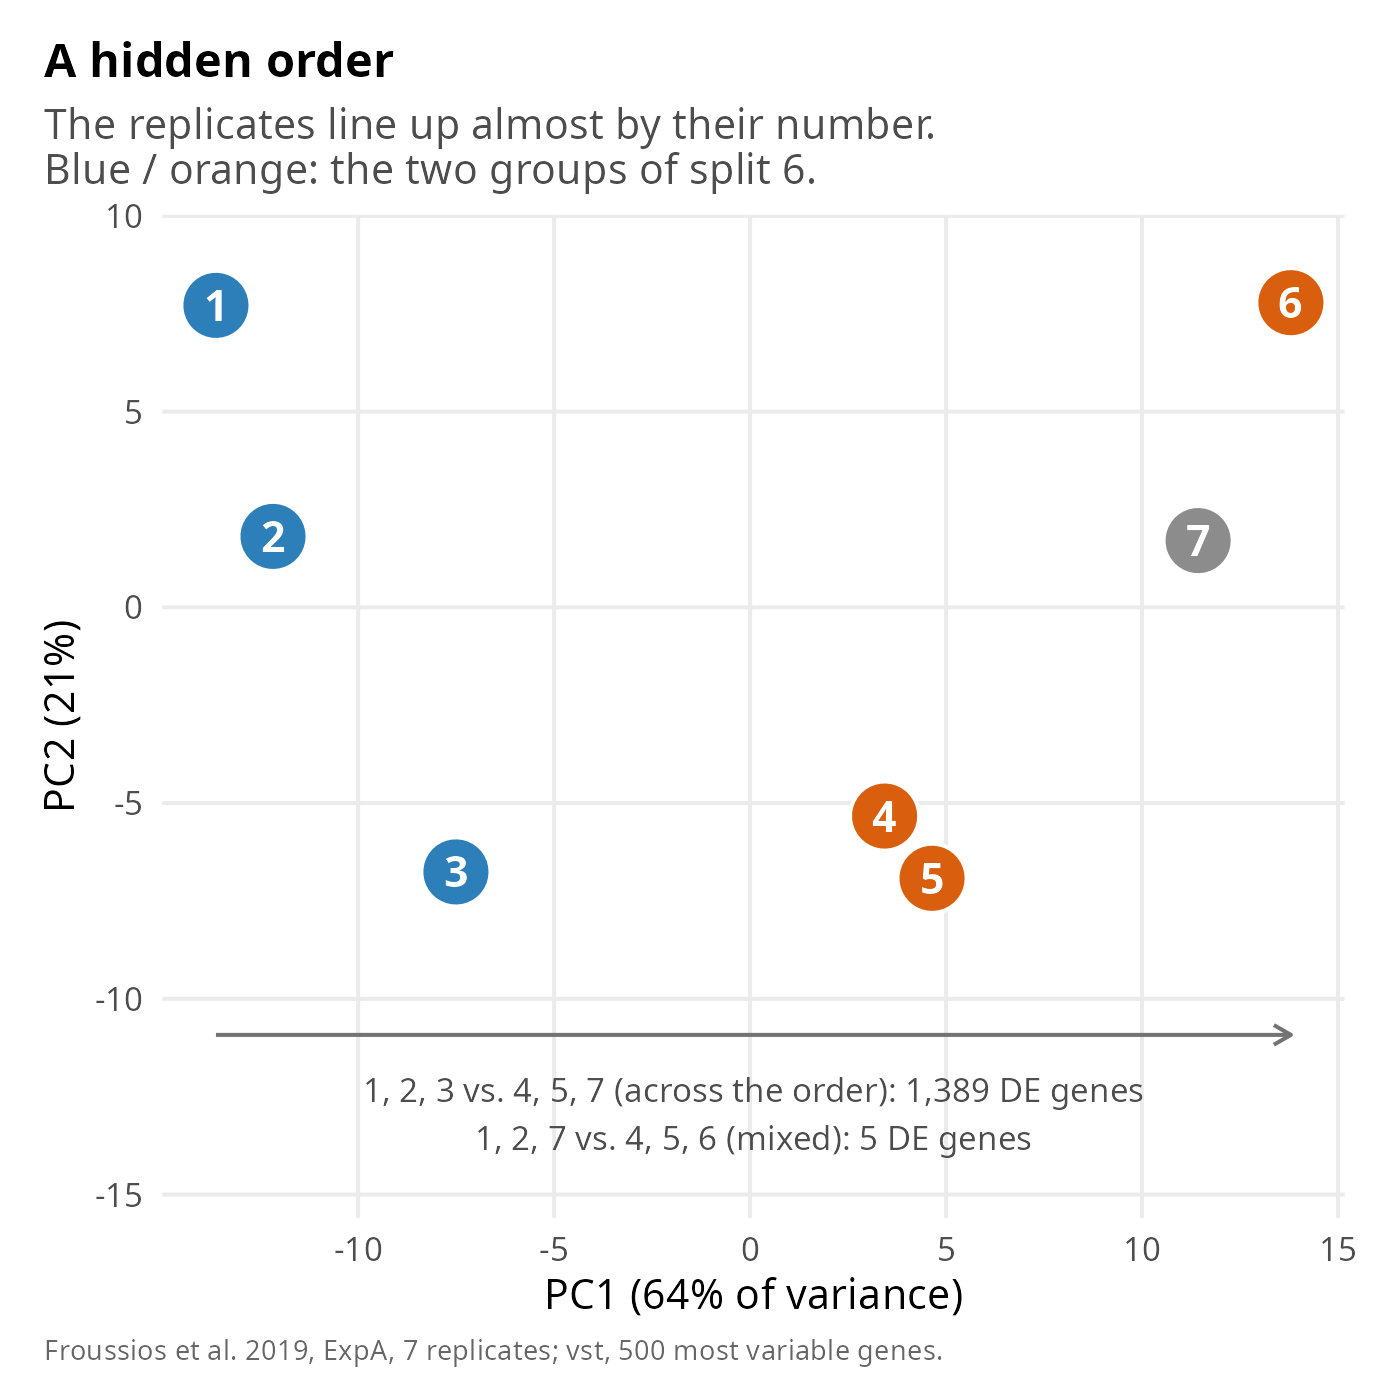 A hidden order
The replicates line up almost by their number.
Blue / orange: the two groups of split 6.
10
5
0
-5
-10
-15
PC2 (21%)
1
2
3
4
5
6
7
1, 2, 3 vs. 4, 5, 7 (across the order): 1,389 DE genes
1, 2, 7 vs. 4, 5, 6 (mixed): 5 DE genes
-10
-5
0
5
10
15
PC1 (64% of variance)
Froussios et al. 2019, ExpA, 7 replicates; vst, 500 most variable genes.